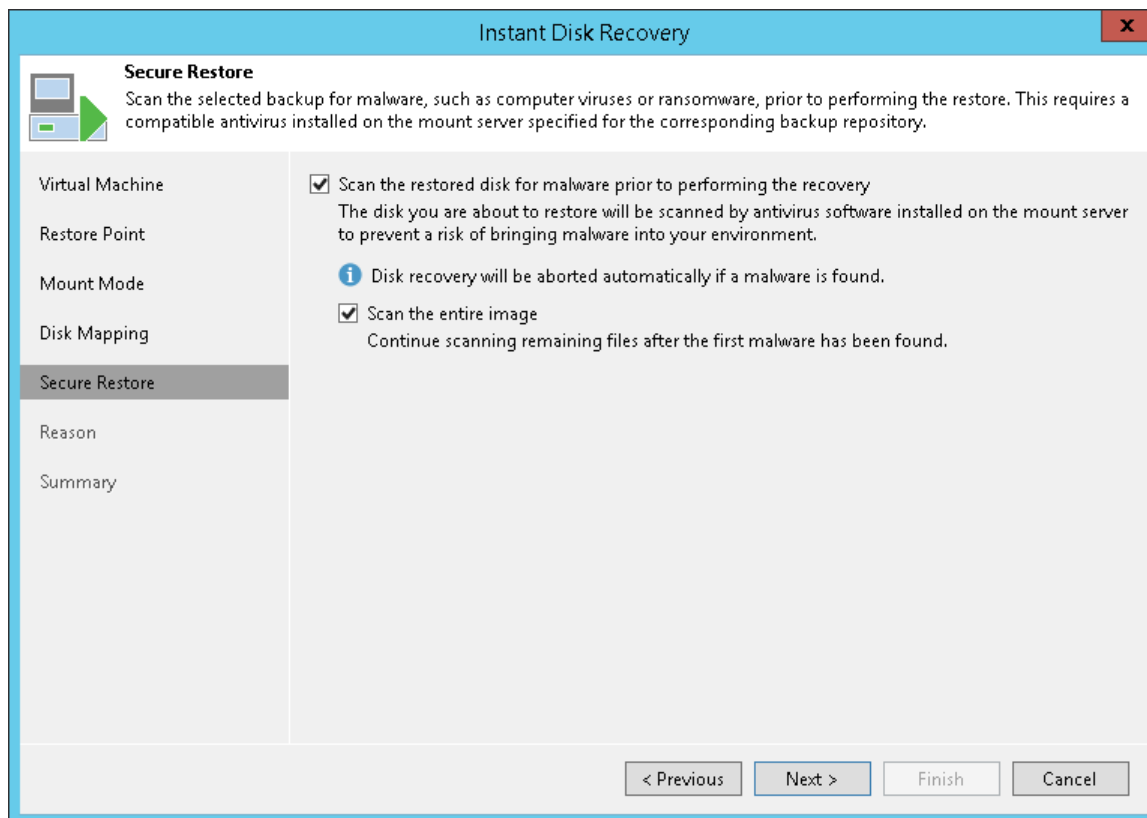 Instant Disk Recovery
x
Secure Restore
Scan the selected backup for malware, such as computer viruses or ransomware, prior to performing the restore. This requires a
compatible antivirus installed on the mount server specified for the corresponding backup repository.
Virtual Machine
Restore Point
Mount Mode
Disk Mapping
Secure Restore
Reason
Summary
Scan the restored disk for malware prior to performing the recovery
The disk you are about to restore will be scanned by antivirus software installed on the mount server
to prevent a risk of bringing malware into your environment.
i
Disk recovery will be aborted automatically if a malware is found.
Scan the entire image
Continue scanning remaining files after the first malware has been found.
< Previous
Next >
Finish
Cancel